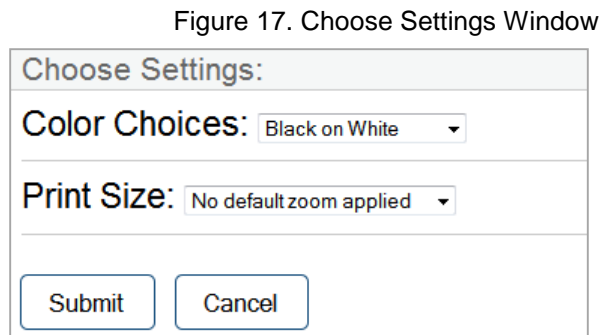 Figure 17. Choose Settings Window
Choose Settings:
Color Choices: Black on White
Print Size: No default zoom applied
Submit Cancel